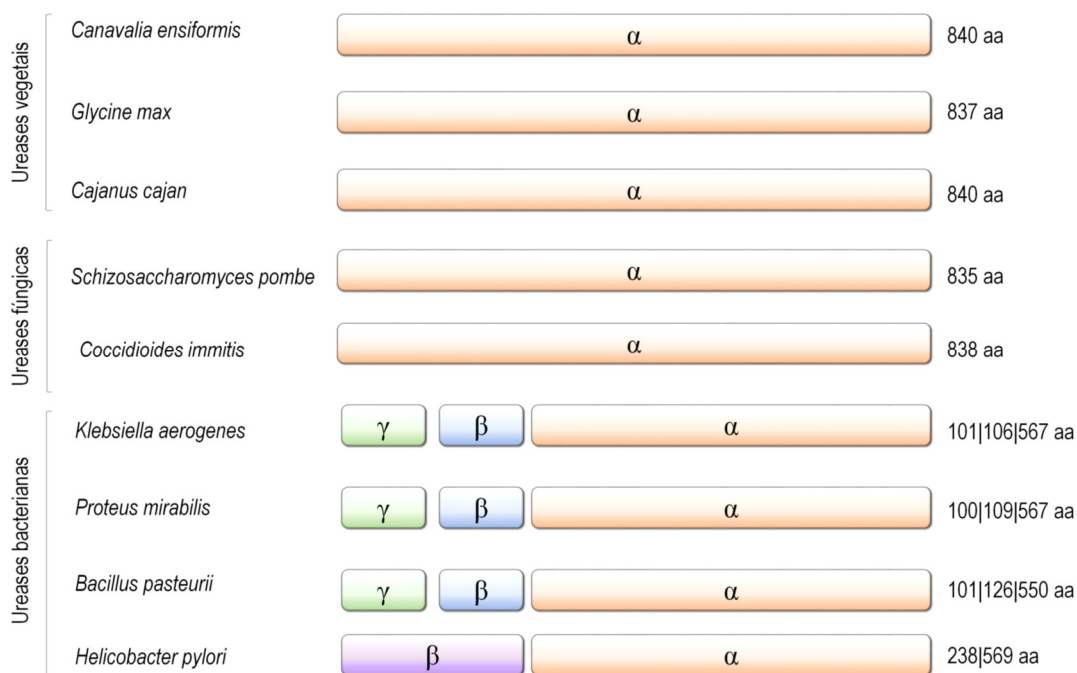 Ureases vegetais
Canavalia ensiformis α 840 aa
Glycine max α 837 aa
Cajanus cajan α 840 aa
Ureases fúngicas
Schizosaccharomyces pombe α 835 aa
Coccidioides immitis α 838 aa
Ureases bacterianas
Klebsiella aerogenes γ β α 101|106|567 aa
Proteus mirabilis γ β α 100|109|567 aa
Bacillus pasteurii γ β α 101|126|550 aa
Helicobacter pylori β α 238|569 aa